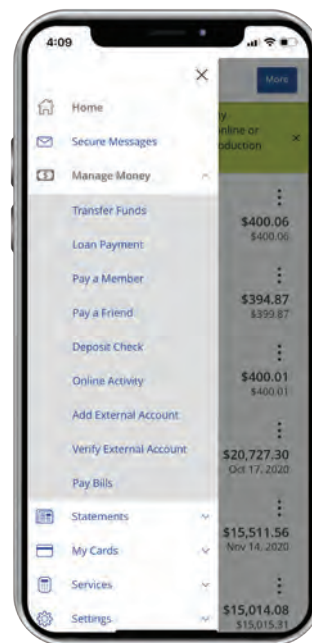 4:09
More
nline or
oduction
Home
Secure Messages
Manage Money
Transfer Funds
$400.06
$400.06
Loan Payment
Pay a Member
$394.87
$399.87
Pay a Friend
Deposit Check
Online Activity
$400.01
$400.01
Add External Account
Verify External Account
$20,727.30
Oct 17, 2020
Pay Bills
Statements
$15,511.56
Nov 14, 2020
My Cards
Services
Settings
$15,014.08
$15,015.31